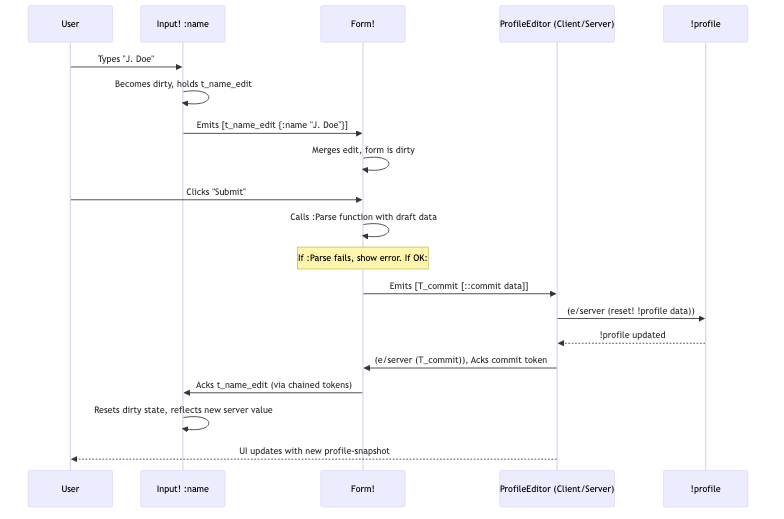 User
Input! :name
Form!
ProfileEditor (Client/Server)
!profile
Types "J. Doe"
Becomes dirty, holds t_name_edit
Emits [t_name_edit {:name "J. Doe"}]
Merges edit, form is dirty
Clicks "Submit"
Calls :Parse function with draft data
If :Parse fails, show error. If OK:
Emits [T_commit [::commit data]]
(e/server (reset! !profile data))
!profile updated
(e/server (T_commit)), Acks commit token
Acks t_name_edit (via chained tokens)
Resets dirty state, reflects new server value
UI updates with new profile-snapshot
User
Input! :name
Form!
ProfileEditor (Client/Server)
!profile